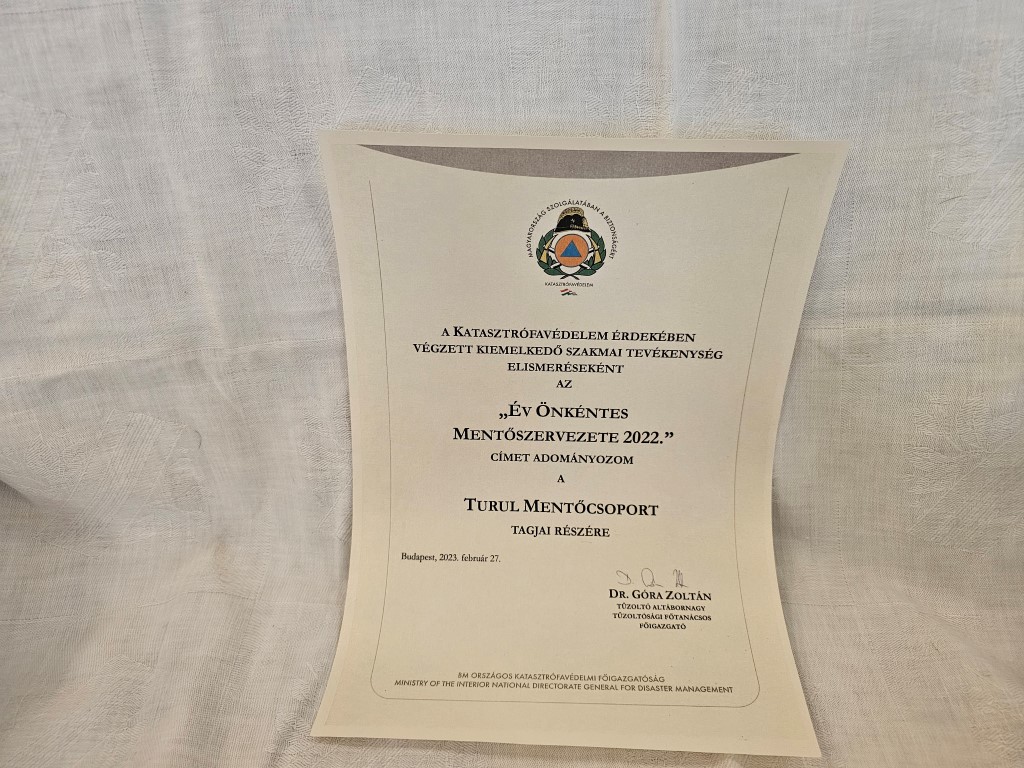 MAGYARORSZÁG SZOLGÁLATÁBAN A BIZTONSÁGÉRT
KATASZTRÓFAVÉDELEM
A KATASZTRÓFAVÉDELEM ÉRDEKÉBEN
VÉGZETT KIEMELKEDŐ SZAKMAI TEVÉKENYSÉG
ELISMERÉSEKÉNT
AZ
„ÉV ÖNKÉNTES
MENTŐSZERVEZETE 2022.”
CÍMET ADOMÁNYOZOM
A
TURUL MENTŐCSOPORT
TAGJAI RÉSZÉRE
Budapest, 2023. február 27.
DR. GÓRA ZOLTÁN
TŰZOLTÓ ALTÁBORNAGY
TŰZOLTÓSÁGI FŐTANÁCSOS
FŐIGAZGATÓ
BM ORSZÁGOS KATASZTRÓFAVÉDELMI FŐIGAZGATÓSÁG
MINISTRY OF THE INTERIOR NATIONAL DIRECTORATE GENERAL FOR DISASTER MANAGEMENT